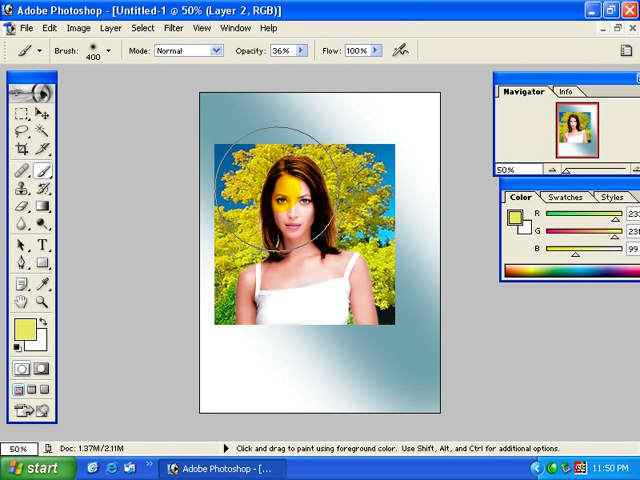 Adobe Photoshop - [Untitled-1 @ 50% (Layer 2, RGB)]
File Edit Image Layer Select Filter View Window Help
Brush: 400 Mode: Normal Opacity: 36% Flow: 100%
Navigator Info
50%
Color Swatches Styles
R
G 231
B 99
T
50% Doc: 1.37M/2.11M Click and drag to paint using foreground color. Use Shift, Alt, and Ctrl for additional options.
start Adobe Photoshop - [... 11:50 PM